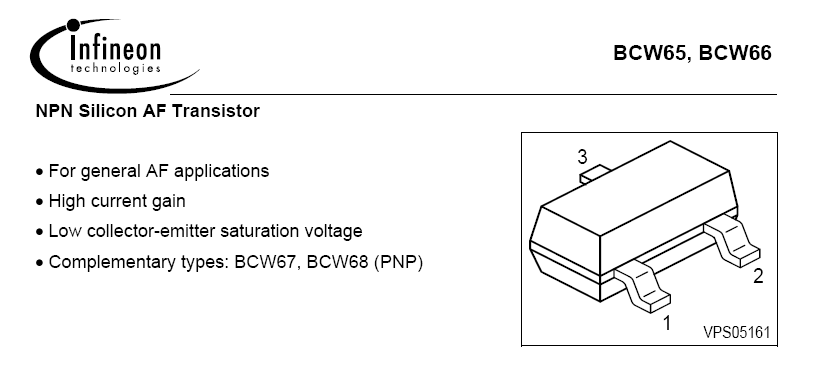 Infineon
technologies
BCW65, BCW66
NPN Silicon AF Transistor
• For general AF applications
• High current gain
• Low collector-emitter saturation voltage
• Complementary types: BCW67, BCW68 (PNP)
3
2
1
VPS05161